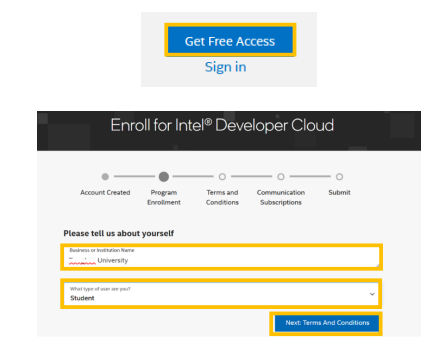 Get Free Access
Sign in
Enroll for Intel® Developer Cloud
Account Created
Program Enrollment
Terms and Conditions
Communication Subscriptions
Submit
Please tell us about yourself
Business or Institution Name
University
What type of user are you?
Student
Next: Terms And Conditions